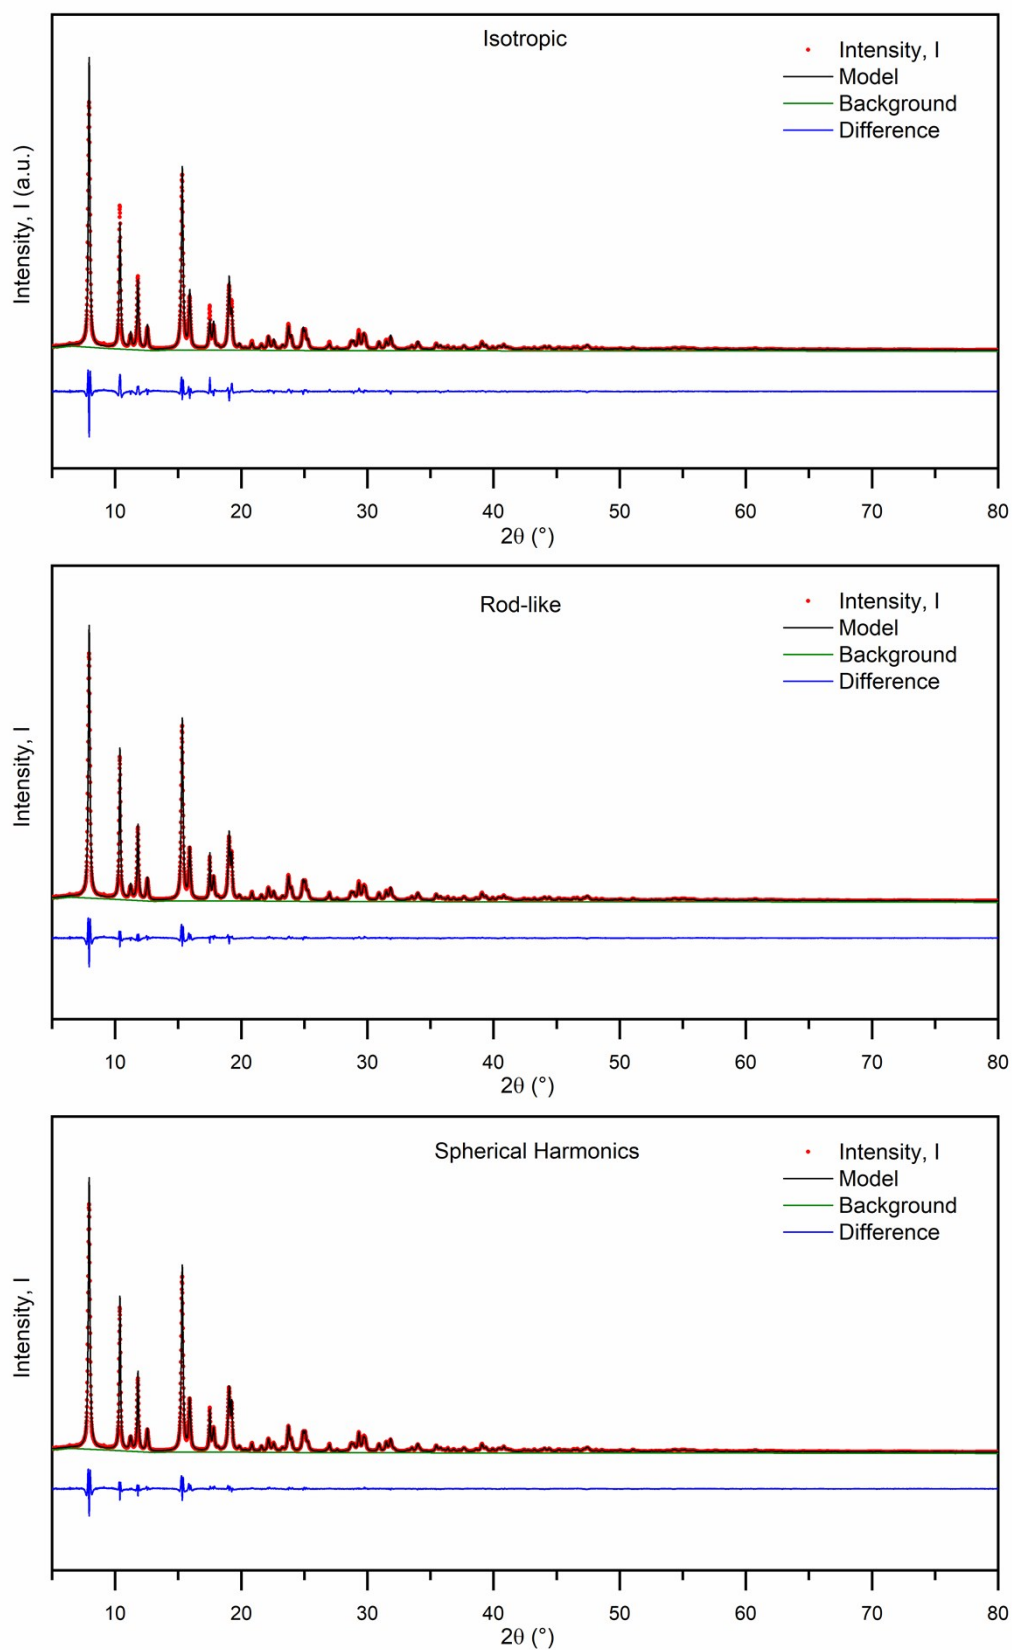 Isotropic
Intensity, I
Model
Background
Difference
Intensity, I (a.u.)
10 20 30 40 50 60 70 80
2θ (°)
Rod-like
Intensity, I
Model
Background
Difference
Intensity, I
10 20 30 40 50 60 70 80
2θ (°)
Spherical Harmonics
Intensity, I
Model
Background
Difference
Intensity, I
10 20 30 40 50 60 70 80
2θ (°)